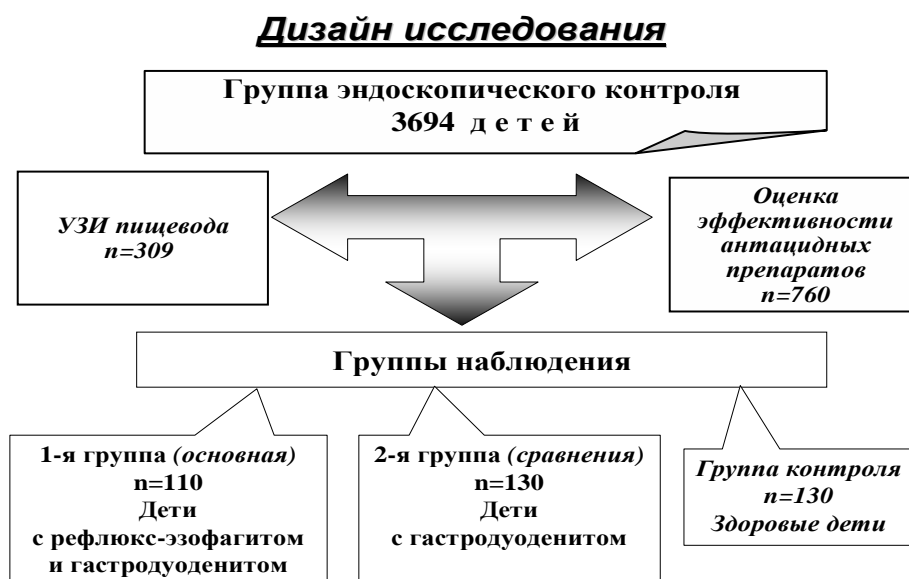 Дизайн исследования
Группа эндоскопического контроля
3694 д е т е й
УЗИ пищевода
n=309
Оценка
эффективности
антацидных
препаратов
n=760
Группы наблюдения
1-я группа (основная)
n=110
Дети
с рефлюкс-эзофагитом
и гастродуоденитом
2-я группа (сравнения)
n=130
Дети
с гастродуоденитом
Группа контроля
n=130
Здоровые дети